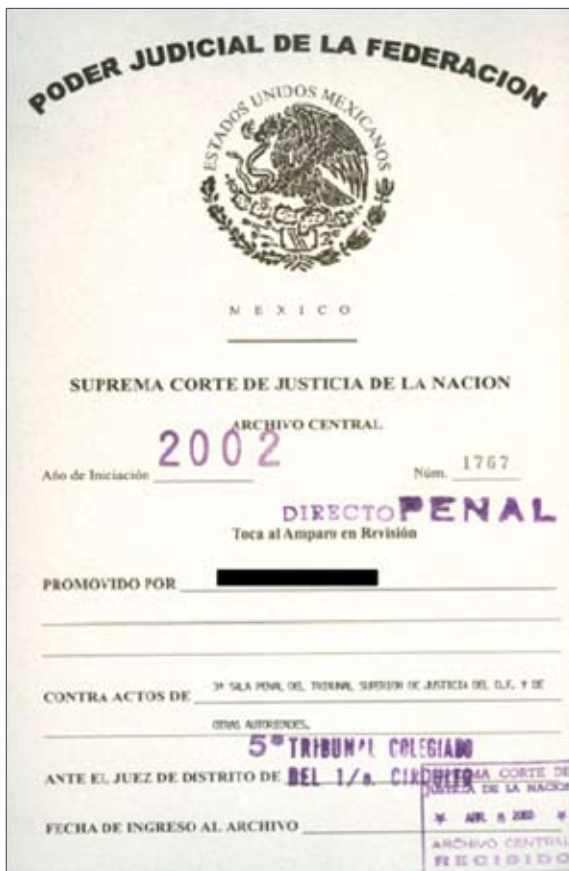 PODER JUDICIAL DE LA FEDERACION
ESTADOS UNIDOS MEXICANOS
MEXICO
SUPREMA CORTE DE JUSTICIA DE LA NACION
ARCHIVO CENTRAL
Año de Iniciación 2002 Núm. 1767
DIRECTO PENAL
Toca al Amparo en Revisión
PROMOVIDO POR
CONTRA ACTOS DE 3ª SALA PENAL DEL TRIBUNAL SUPERIOR DE JUSTICIA DEL D.F. Y DE
OTRAS AUTORIDADES.
5º TRIBUNAL COLEGIADO
ANTE EL JUEZ DE DISTRITO DE DEL 1/o. CIRCUITO
CORTE DE
JUSTICIA DE LA NACION
FECHA DE INGRESO AL ARCHIVO
ARCHIVO CENTRAL
RECIBIDO